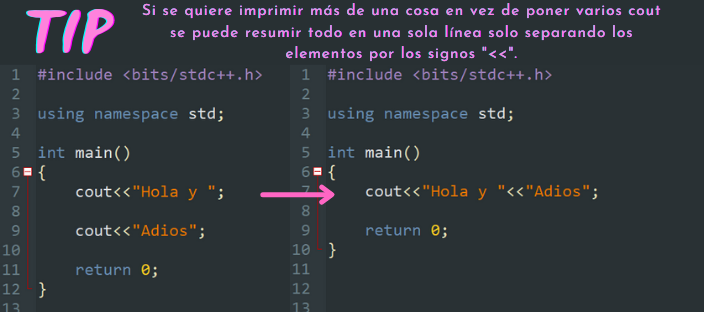 TIP
Si se quiere imprimir más de una cosa en vez de poner varios cout
se puede resumir todo en una sola línea solo separando los
elementos por los signos "<<".
1 #include <bits/stdc++.h>
2
3 using namespace std;
4
5 int main()
6 {
7 cout<<"Hola y ";
8
9 cout<<"Adios";
10
11 return 0;
12 }
13
1 #include <bits/stdc++.h>
2
3 using namespace std;
4
5 int main()
6 {
7 cout<<"Hola y "<<"Adios";
8
9 return 0;
10 }
11
12
13